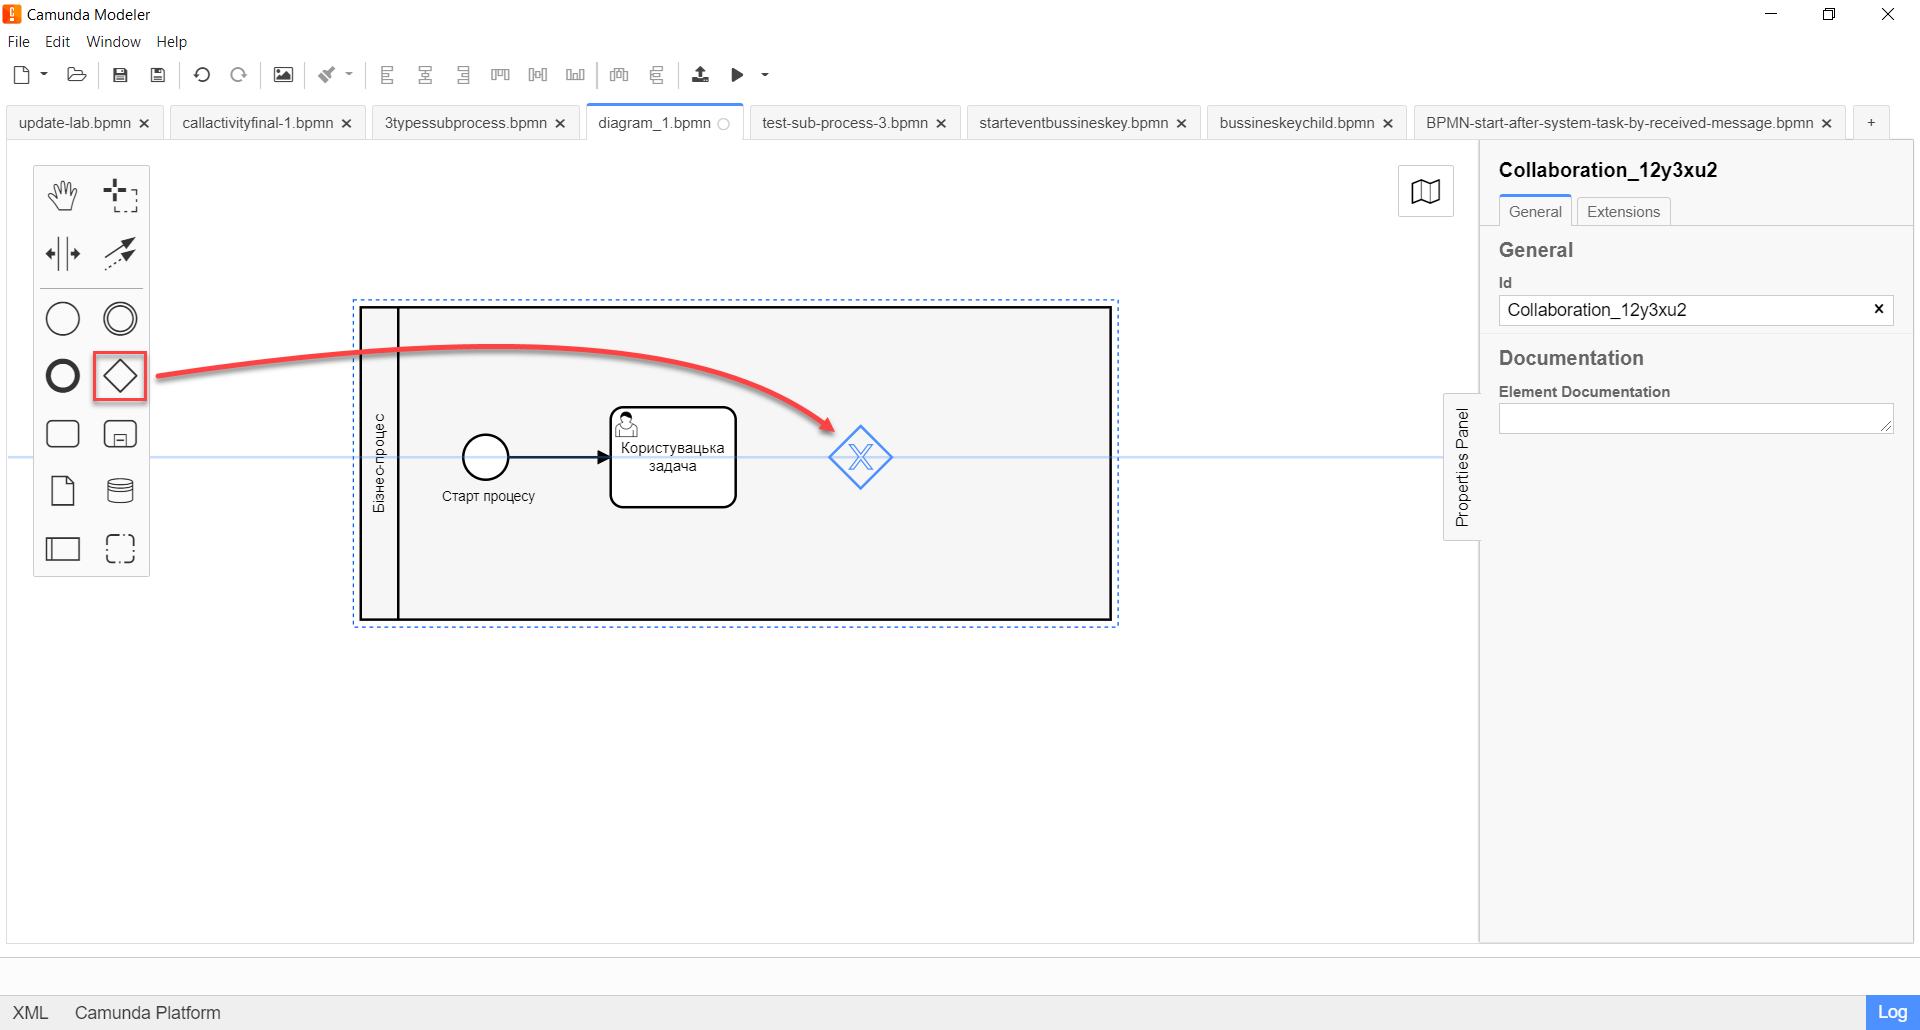 Camunda Modeler
File Edit Window Help
update-lab.bpmn callactivityfinal-1.bpmn 3typessubprocess.bpmn diagram_1.bpmn test-sub-process-3.bpmn starteventbussineskey.bpmn bussineskeychild.bpmn BPMN-start-after-system-task-by-received-message.bpmn +
Бізнес-процес
Старт процесу
Користувацька
задача
Properties Panel
Collaboration_12y3xu2
General Extensions
General
Id
Collaboration_12y3xu2
Documentation
Element Documentation
XML Camunda Platform Log